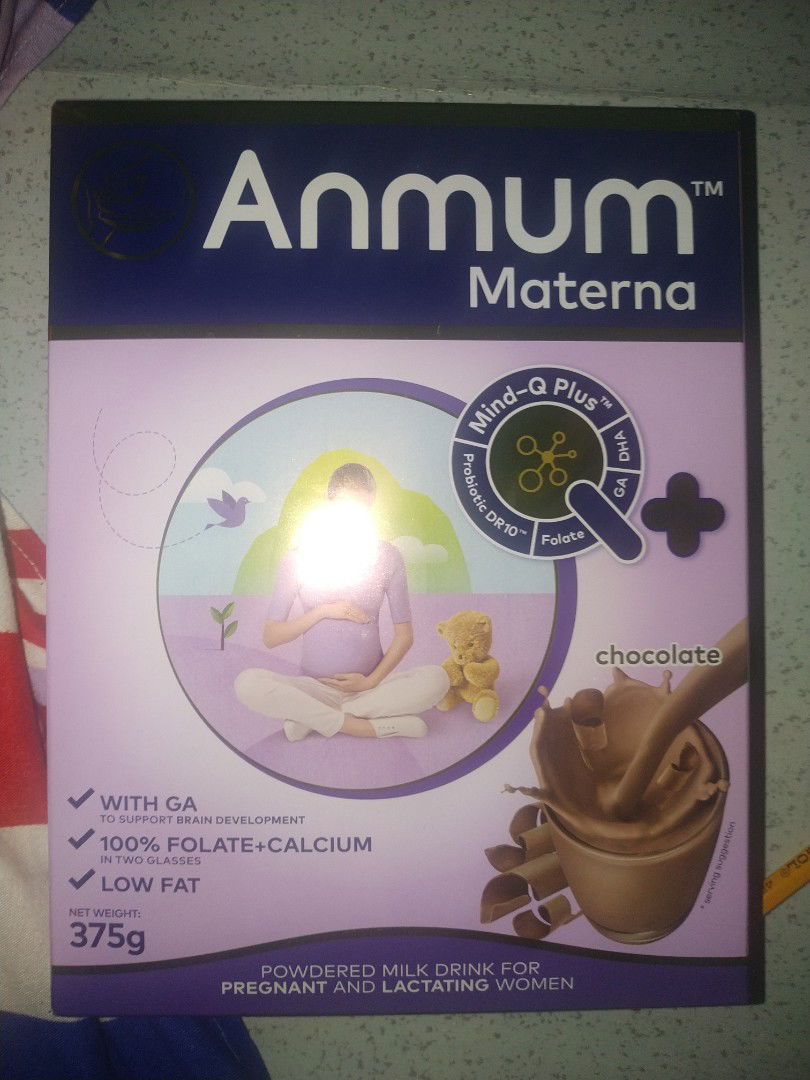 Anmum™
Materna
Mind-Q Plus™
DHA
GA
Folate
Probiotic DR10™
chocolate
WITH GA
TO SUPPORT BRAIN DEVELOPMENT
100% FOLATE+CALCIUM
IN TWO GLASSES
LOW FAT
* serving suggestion
NET WEIGHT:
375g
POWDERED MILK DRINK FOR
PREGNANT AND LACTATING WOMEN